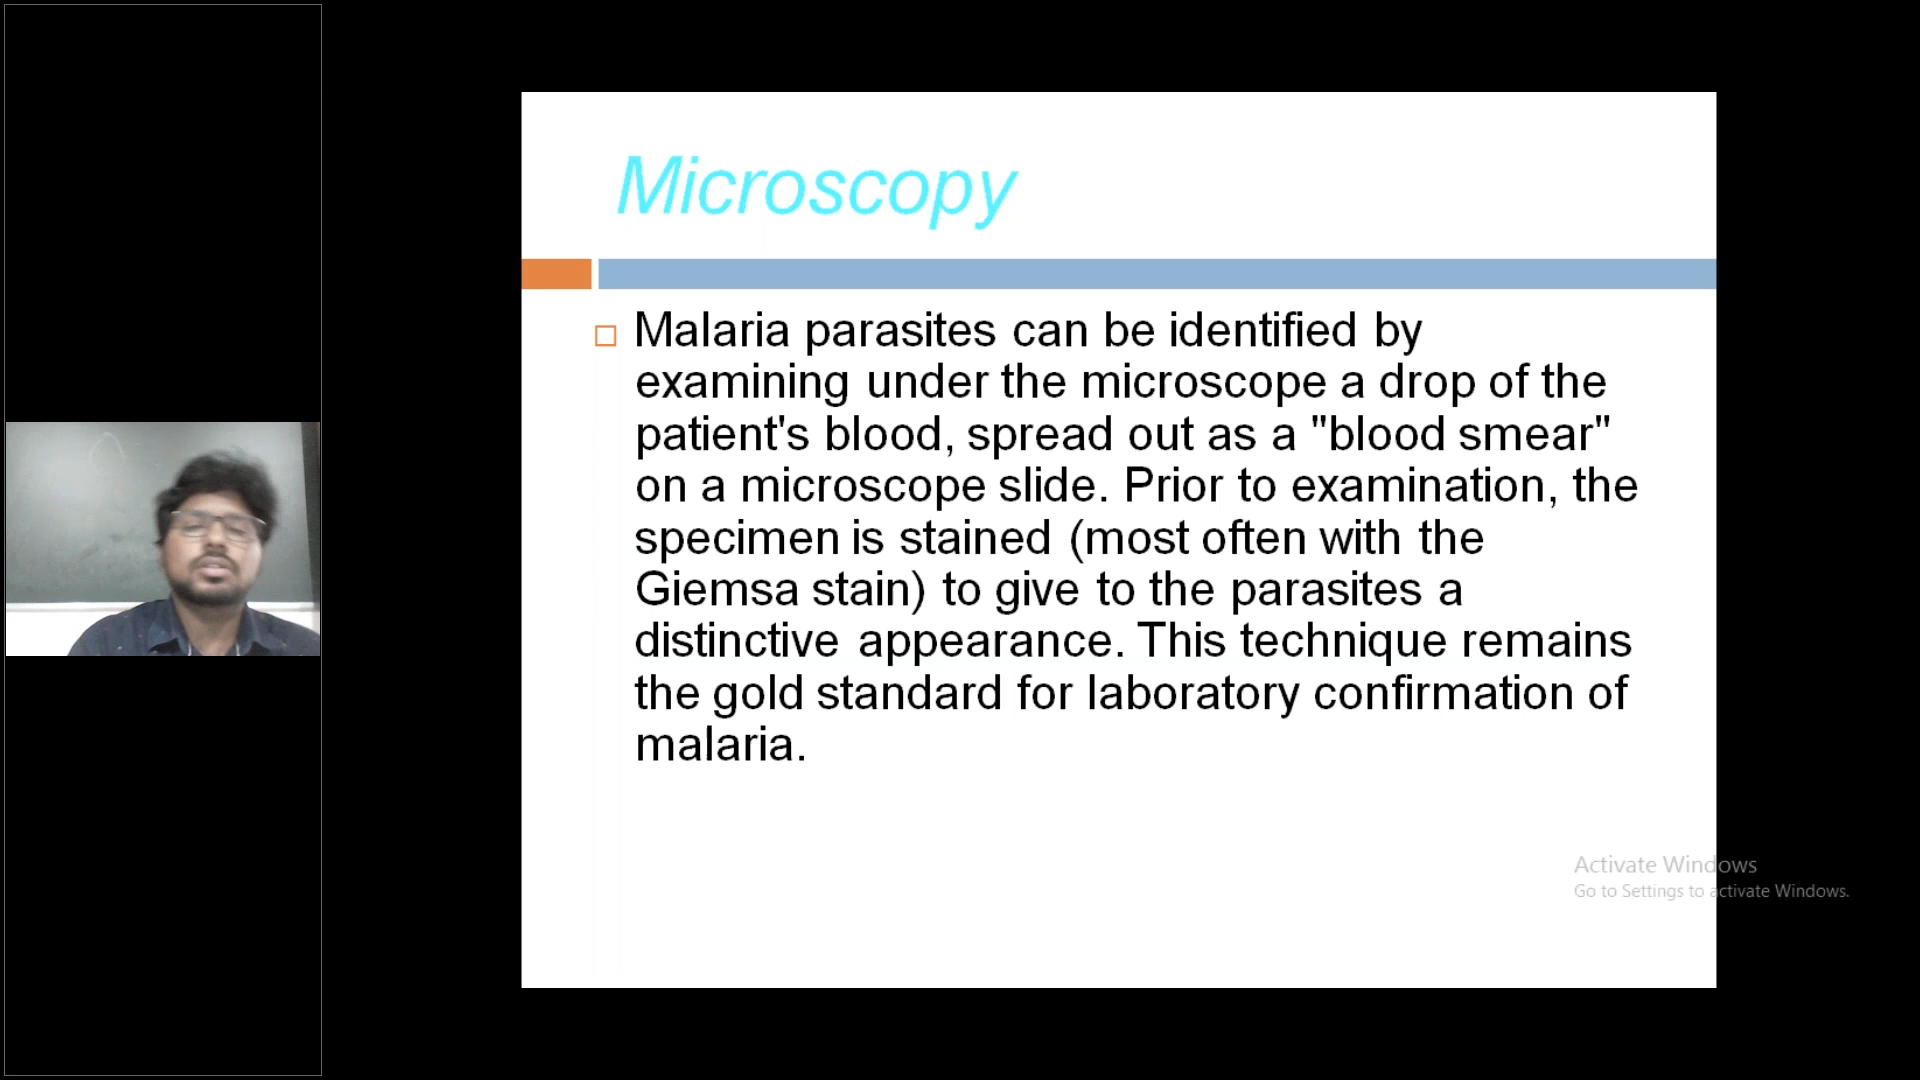 Microscopy
Malaria parasites can be identified by
examining under the microscope a drop of the
patient's blood, spread out as a "blood smear"
on a microscope slide. Prior to examination, the
specimen is stained (most often with the
Giemsa stain) to give to the parasites a
distinctive appearance. This technique remains
the gold standard for laboratory confirmation of
malaria.
Activate Windows
Go to Settings to activate Windows.